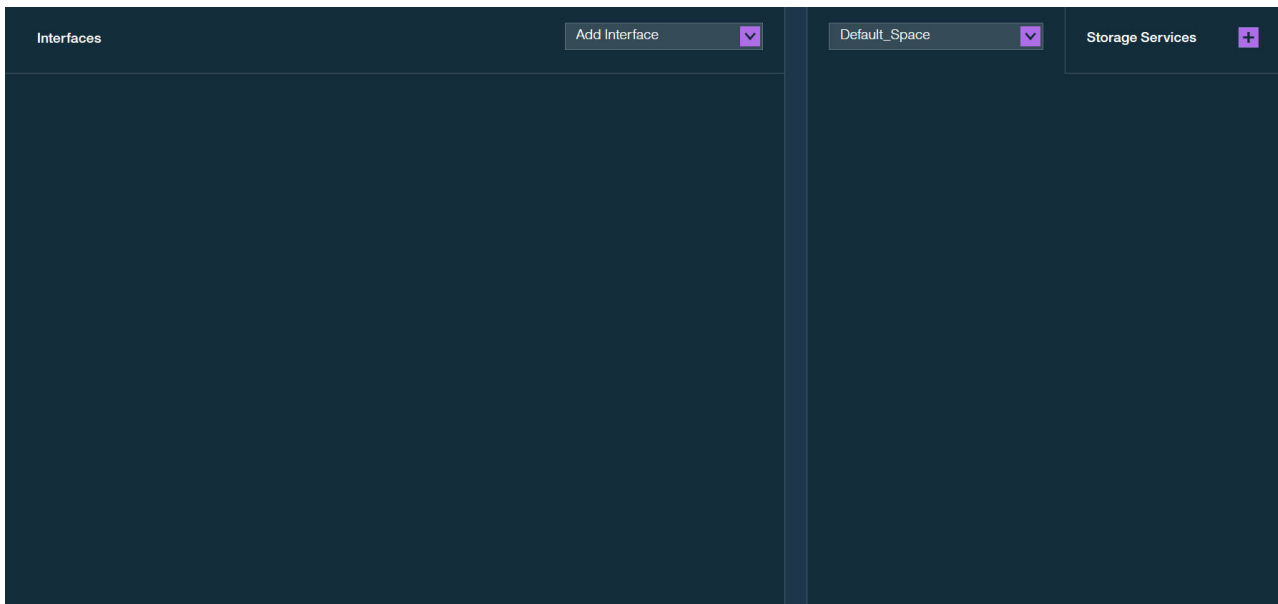 Interfaces
Add Interface
Default_Space
Storage Services